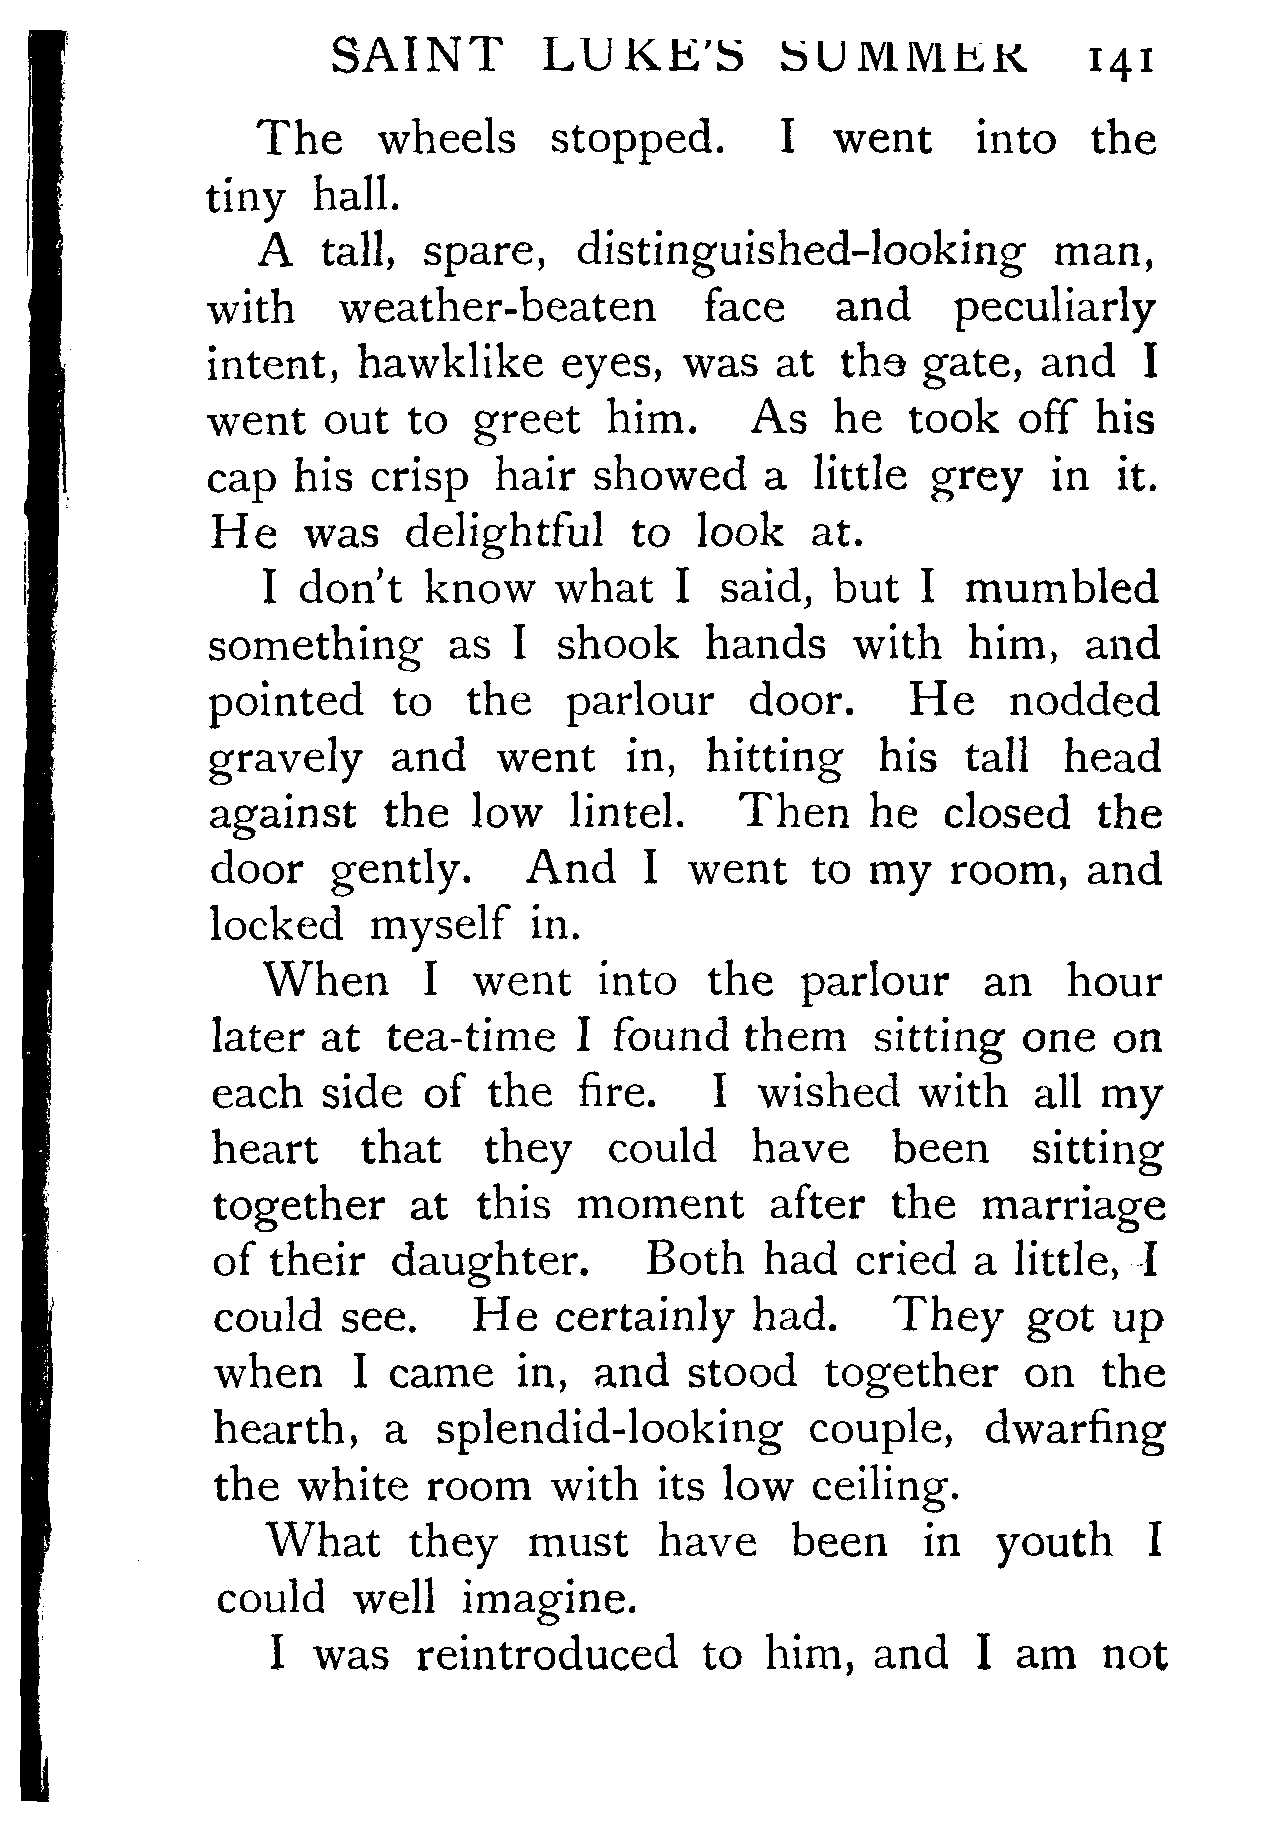 SAINT LUKE'S SUMMER 141
The wheels stopped. I went into the
tiny hall.
A tall, spare, distinguished-looking man,
with weather-beaten face and peculiarly
intent, hawklike eyes, was at the gate, and I
went out to greet him. As he took off his
cap his crisp hair showed a little grey in it.
He was delightful to look at.
I don't know what I said, but I mumbled
something as I shook hands with him, and
pointed to the parlour door. He nodded
gravely and went in, hitting his tall head
against the low lintel. Then he closed the
door gently. And I went to my room, and
locked myself in.
When I went into the parlour an hour
later at tea-time I found them sitting one on
each side of the fire. I wished with all my
heart that they could have been sitting
together at this moment after the marriage
of their daughter. Both had cried a little, I
could see. He certainly had. They got up
when I came in, and stood together on the
hearth, a splendid-looking couple, dwarfing
the white room with its low ceiling.
What they must have been in youth I
could well imagine.
I was reintroduced to him, and I am not